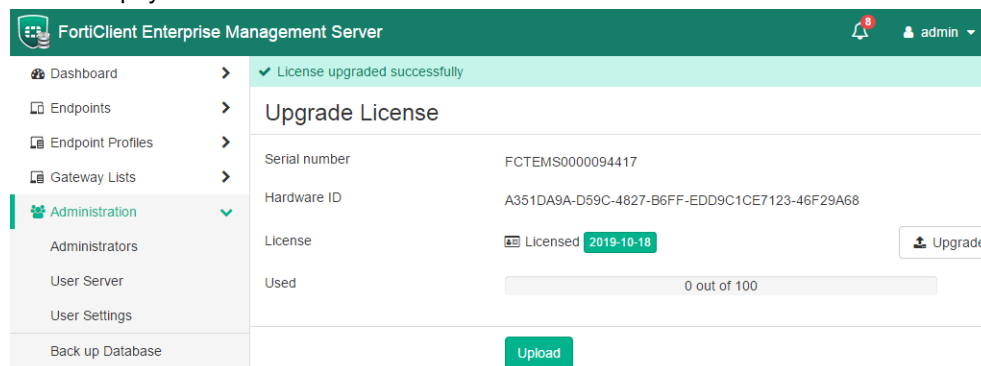 FortiClient Enterprise Management Server
8
admin
Dashboard
License upgraded successfully
Endpoints
Upgrade License
Endpoint Profiles
Serial number
FCTEMS0000094417
Gateway Lists
Hardware ID
A351DA9A-D59C-4827-B6FF-EDD9C1CE7123-46F29A68
Administration
Administrators
License
Licensed 2019-10-18
Upgrade
User Server
Used
0 out of 100
User Settings
Back up Database
Upload